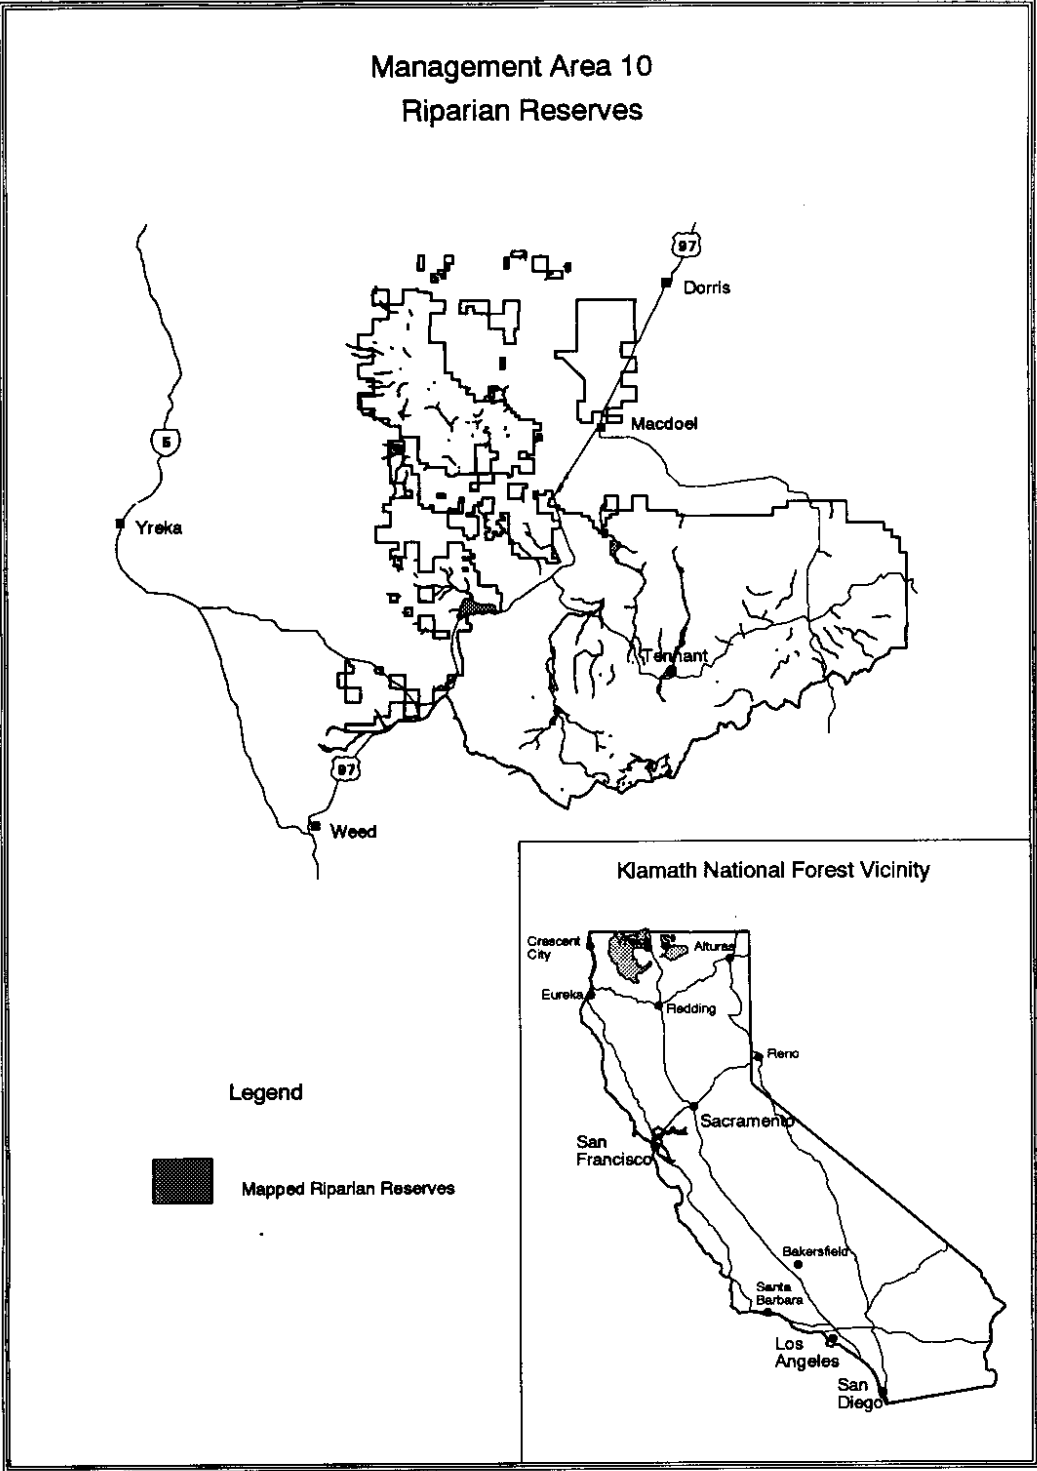 Management Area 10
Riparian Reserves
97
Dorris
Macdoel
5
Yreka
Tennant
97
Weed
Klamath National Forest Vicinity
Crescent
City
Alturas
Eureka
Redding
Reno
Sacramento
San
Francisco
Bakersfield
Santa
Barbara
Los
Angeles
San
Diego
Legend
Mapped Riparian Reserves